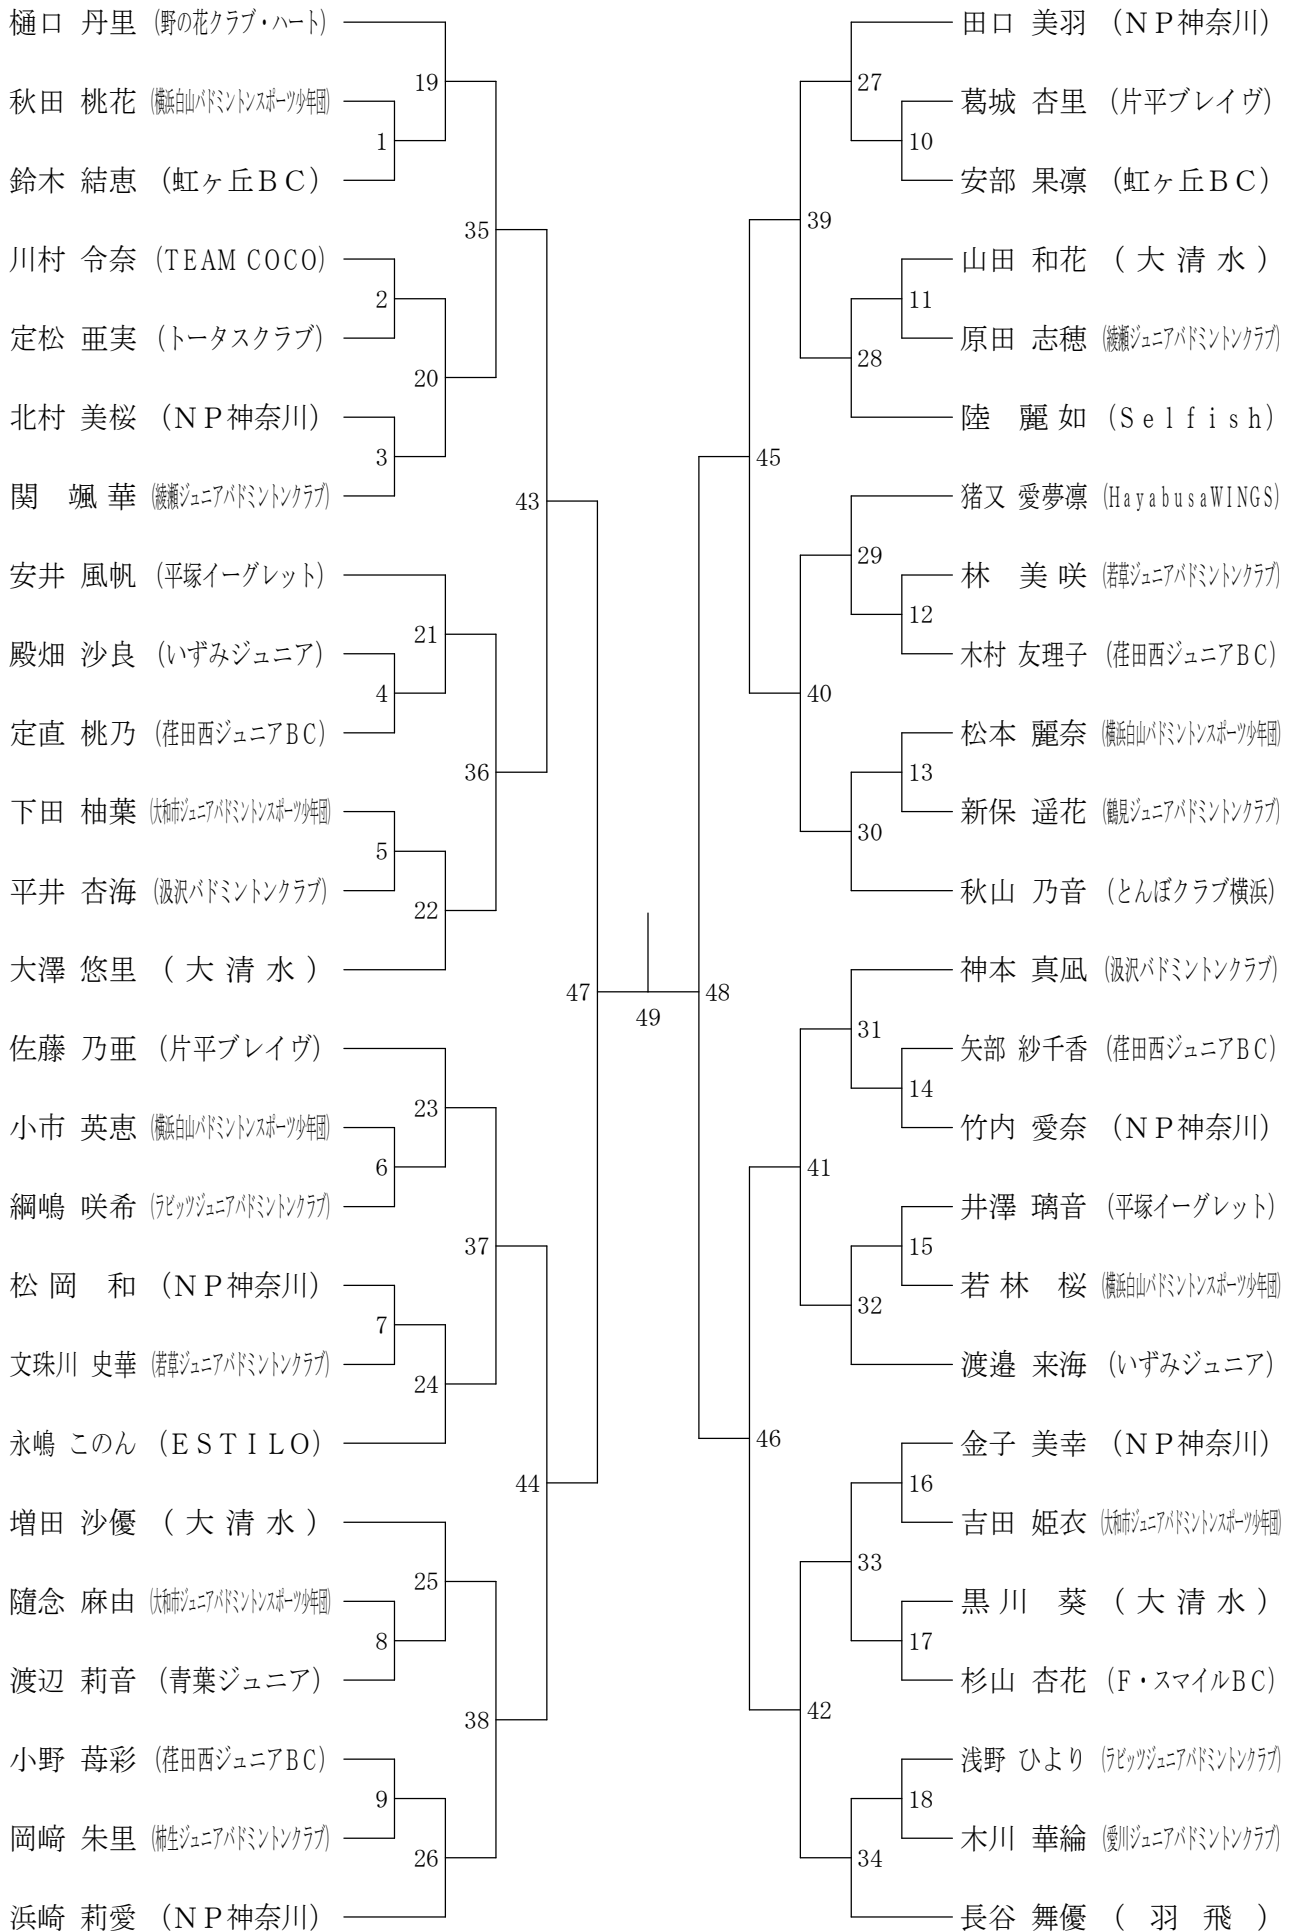 樋口 丹里 (野の花クラブ・ハート)
19
秋田 桃花 (横浜白山バドミントンスポーツ少年団)
1
鈴木 結恵 (虹ヶ丘ＢＣ)
35
川村 令奈 (TEAM COCO)
2
定松 亜実 (トータスクラブ)
20
北村 美桜 (ＮＰ神奈川)
3
関 颯華 (綾瀬ジュニアバドミントンクラブ)
43
安井 風帆 (平塚イーグレット)
21
殿畑 沙良 (いずみジュニア)
4
定直 桃乃 (荏田西ジュニアBC)
36
下田 柚葉 (大和市ジュニアバドミントンスポーツ少年団)
5
平井 杏海 (汲沢バドミントンクラブ)
22
大澤 悠里 (大清水)
47
佐藤 乃亜 (片平ブレイヴ)
23
小市 英恵 (横浜白山バドミントンスポーツ少年団)
6
綱嶋 咲希 (ラビッツジュニアバドミントンクラブ)
37
松岡 和 (ＮＰ神奈川)
7
文珠川 史華 (若草ジュニアバドミントンクラブ)
24
永嶋 このん (ＥＳＴＩＬＯ)
44
増田 沙優 (大清水)
25
隨念 麻由 (大和市ジュニアバドミントンスポーツ少年団)
8
渡辺 莉音 (青葉ジュニア)
38
小野 苺彩 (荏田西ジュニアBC)
9
岡﨑 朱里 (柿生ジュニアバドミントンクラブ)
26
浜崎 莉愛 (ＮＰ神奈川)
49
田口 美羽 (ＮＰ神奈川)
27
葛城 杏里 (片平ブレイヴ)
10
安部 果凛 (虹ヶ丘ＢＣ)
39
山田 和花 (大清水)
11
原田 志穂 (綾瀬ジュニアバドミントンクラブ)
28
陸 麗如 (Selfish)
45
猪又 愛夢凛 (HayabusaWINGS)
29
林 美咲 (若草ジュニアバドミントンクラブ)
12
木村 友理子 (荏田西ジュニアBC)
40
松本 麗奈 (横浜白山バドミントンスポーツ少年団)
13
新保 遥花 (鶴見ジュニアバドミントンクラブ)
30
秋山 乃音 (とんぼクラブ横浜)
48
神本 真凪 (汲沢バドミントンクラブ)
31
矢部 紗千香 (荏田西ジュニアBC)
14
竹内 愛奈 (ＮＰ神奈川)
41
井澤 璃音 (平塚イーグレット)
15
若林 桜 (横浜白山バドミントンスポーツ少年団)
32
渡邉 来海 (いずみジュニア)
46
金子 美幸 (ＮＰ神奈川)
16
吉田 姫衣 (大和市ジュニアバドミントンスポーツ少年団)
33
黒川 葵 (大清水)
17
杉山 杏花 (F・スマイルBC)
42
浅野 ひより (ラビッツジュニアバドミントンクラブ)
18
木川 華綸 (愛川ジュニアバドミントンクラブ)
34
長谷 舞優 (羽飛)